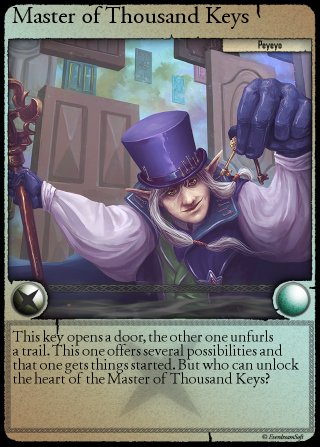 Master of Thousand Keys
Peyeyo
This key opens a door, the other one unfurls
a trail. This one offers several possibilities and
that one gets things started. But who can unlock
the heart of the Master of Thousand Keys?
© EverdreamSoft